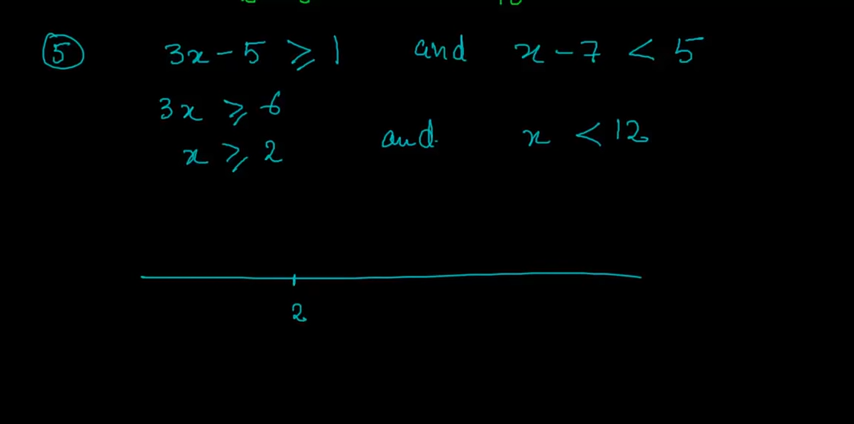 5 3x - 5 ≥ 1 and x - 7 < 5
3x ≥ 6
x ≥ 2 and x < 12
2